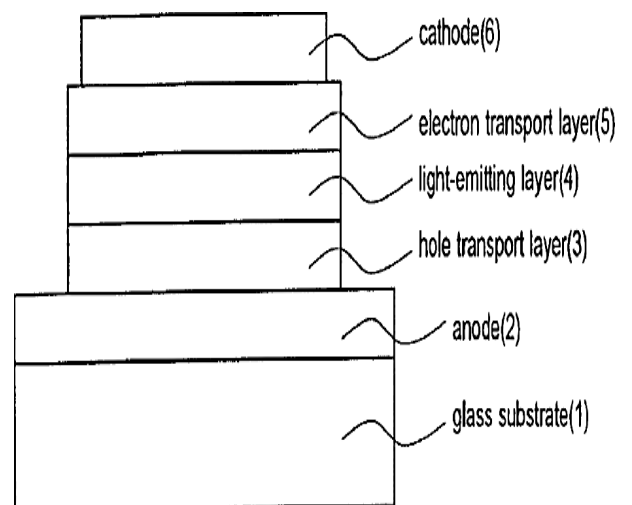 cathode(6)
electron transport layer(5)
light-emitting layer(4)
hole transport layer(3)
anode(2)
glass substrate(1)